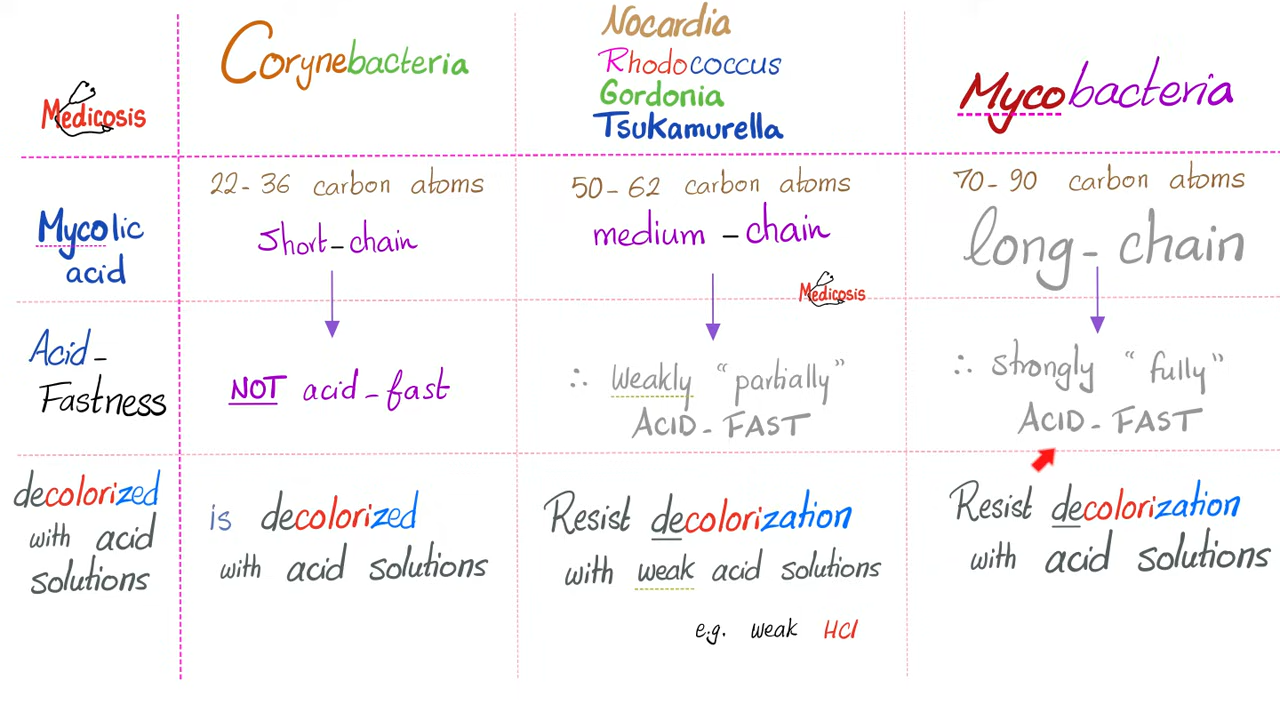 Corynebacteria
Nocardia
Rhodococcus
Gordonia
Tsukamurella
Mycobacteria
Medicosis
Mycolic
acid
22-36 carbon atoms
short-chain
50-62 carbon atoms
medium-chain
70-90 carbon atoms
long-chain
Medicosis
Acid-
Fastness
NOT acid-fast
∴ Weakly "partially"
ACID-FAST
∴ strongly "fully"
ACID-FAST
decolorized
with acid
solutions
is decolorized
with acid solutions
Resist decolorization
with weak acid solutions
e.g. weak HCl
Resist decolorization
with acid solutions